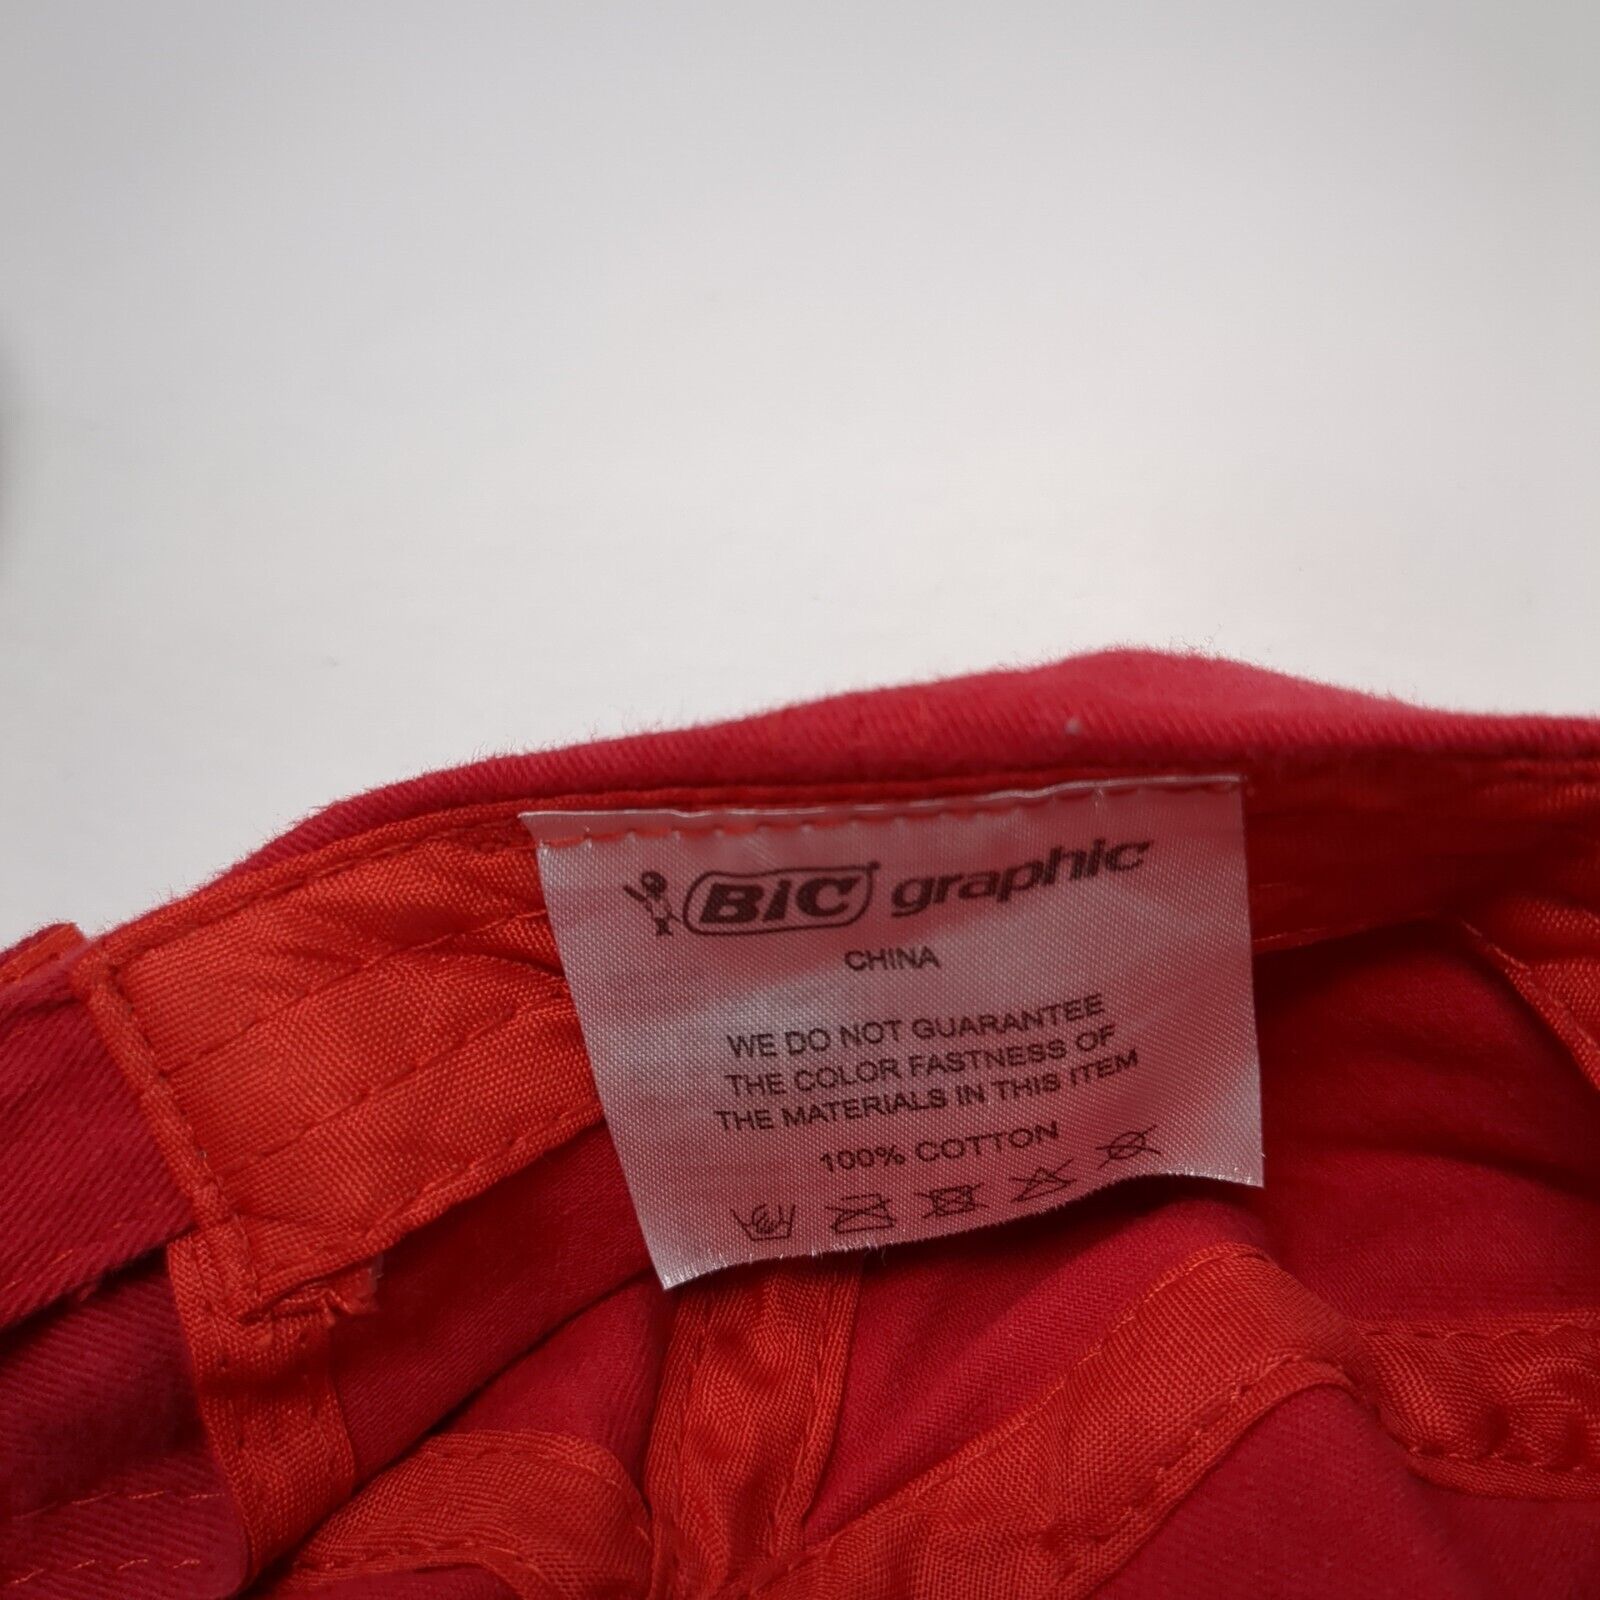 BIC graphic
CHINA
WE DO NOT GUARANTEE
THE COLOR FASTNESS OF
THE MATERIALS IN THIS ITEM
100% COTTON